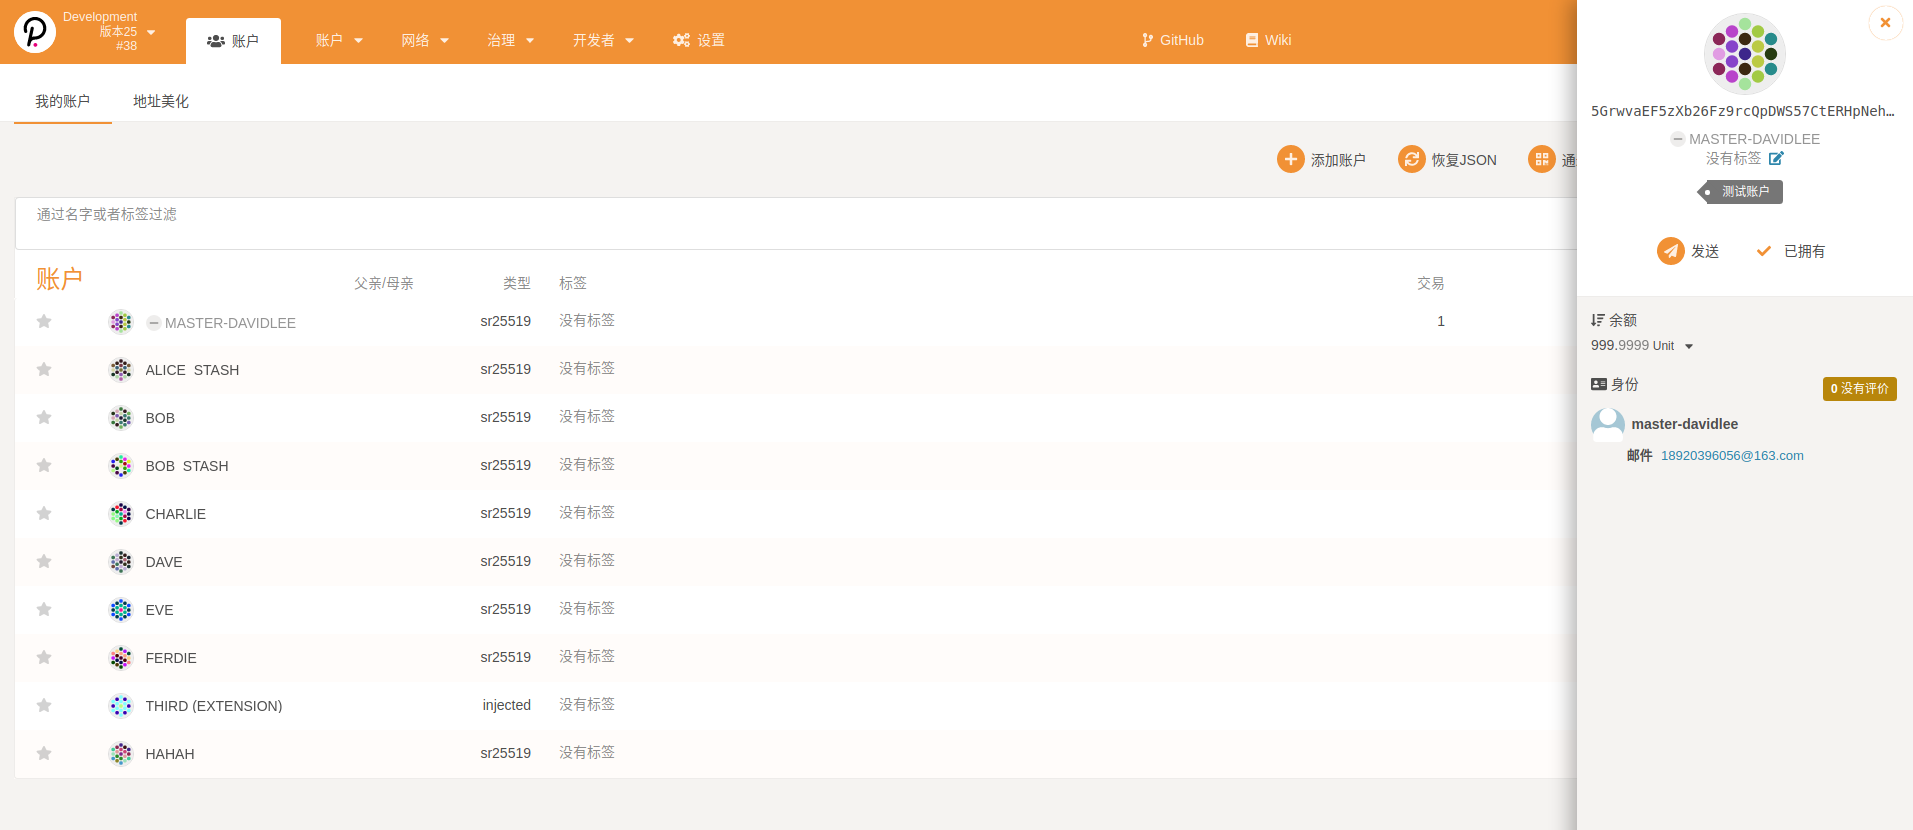 Development
版本25
#38
账户
账户
网络
治理
开发者
设置
GitHub
Wiki
我的账户
地址美化
添加账户
恢复JSON
通
通过名字或者标签过滤
账户 父亲/母亲 类型 标签 交易
MASTER-DAVIDLEE sr25519 没有标签 1
ALICE STASH sr25519 没有标签
BOB sr25519 没有标签
BOB STASH sr25519 没有标签
CHARLIE sr25519 没有标签
DAVE sr25519 没有标签
EVE sr25519 没有标签
FERDIE sr25519 没有标签
THIRD (EXTENSION) injected 没有标签
HAHAH sr25519 没有标签
5GrwvaEF5zXb26Fz9rcQpDWS57CtERHpNeh…
MASTER-DAVIDLEE
没有标签
测试账户
发送
已拥有
余额
999.9999 Unit
身份
0 没有评价
master-davidlee
邮件 18920396056@163.com